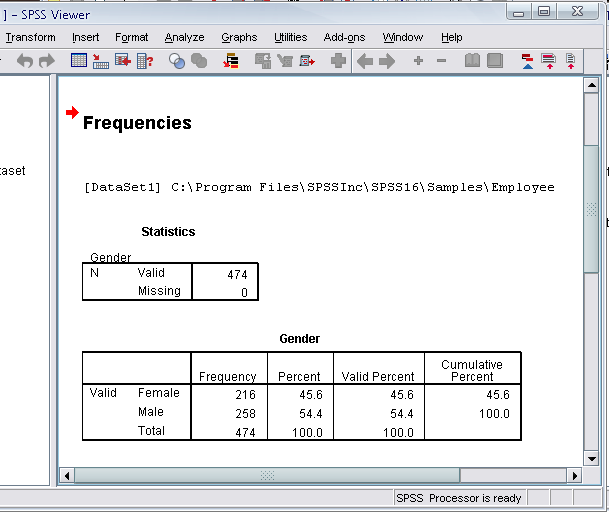 ] – SPSS Viewer
Transform Insert Format Analyze Graphs Utilities Add-ons Window Help
Frequencies
[DataSet1] C:\Program Files\SPSSInc\SPSS16\Samples\Employee
Statistics
Gender
N Valid 474
Missing 0
Gender
Frequency Percent Valid Percent Cumulative Percent
Valid Female 216 45.6 45.6 45.6
Male 258 54.4 54.4 100.0
Total 474 100.0 100.0
taset
SPSS Processor is ready